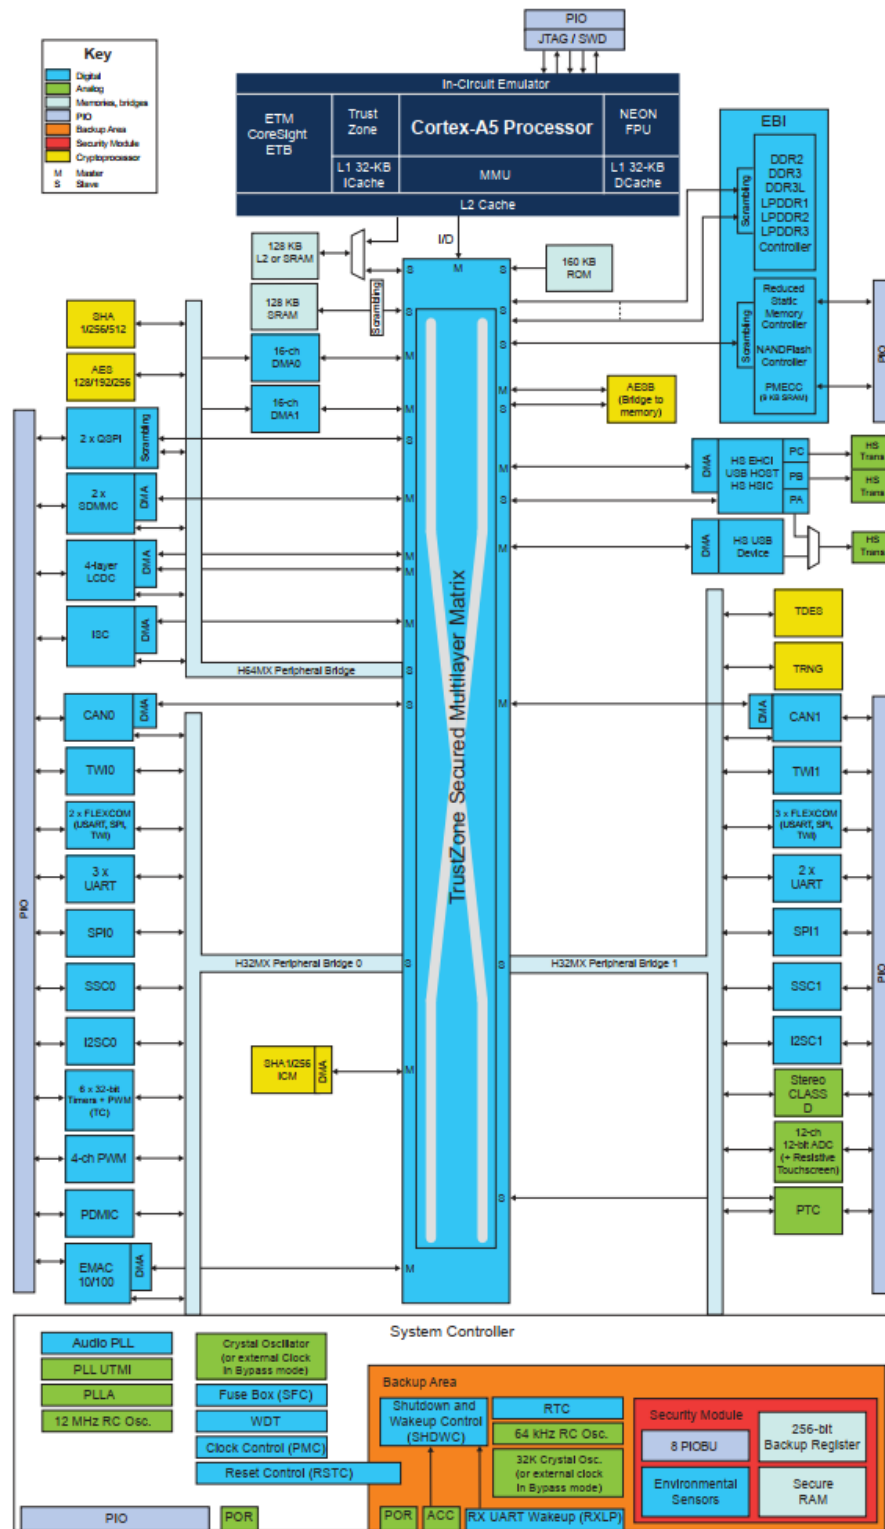 PIO
JTAG / SWD
Key
Digital
Analog
Memories, bridges
PIO
Backup Area
Security Module
Cryptoprocessor
M Master
S Slave
In-Circuit Emulator
ETM
CoreSight
ETB
Trust
Zone
Cortex-A5 Processor
NEON
FPU
L1 32-KB
ICache
MMU
L1 32-KB
DCache
L2 Cache
I/D
EBI
Scrambling
DDR2
DDR3
DDR3L
LPDDR1
LPDDR2
LPDDR3
Controller
Scrambling
Reduced
Static
Memory
Controller
NANDFlash
Controller
PMECC
(9 KB SRAM)
PIO
128 KB
L2 or SRAM
128 KB
SRAM
Scrambling
160 KB
ROM
16-ch
DMA0
16-ch
DMA1
SHA
1/256/512
AES
128/192/256
2 x QSPI
Scrambling
2 x
SDMMC
DMA
4-layer
LCDC
DMA
ISC
DMA
H64MX Peripheral Bridge
AESB
(Bridge to
memory)
DMA
HS EHCI
USB HOST
HS HSIC
PC
PB
PA
HS
Trans
HS
Trans
DMA
HS USB
Device
HS
Trans
M
S
S
M
M
S
M
M
M
M
S
S
S
S
S
S
M
S
M
S
M
M
S
S
M
S
M
S
TrustZone Secured Multilayer Matrix
PIO
CAN0
DMA
TWI0
2 x FLEXCOM
(USART, SPI,
TWI)
3 x
UART
SPI0
SSC0
I2SC0
6 x 32-bit
Timers + PWM
(TC)
4-ch PWM
PDMIC
EMAC
10/100
DMA
H32MX Peripheral Bridge 0
SHA1/256
ICM
DMA
H32MX Peripheral Bridge 1
TDES
TRNG
DMA
CAN1
TWI1
3 x FLEXCOM
(USART, SPI,
TWI)
2 x
UART
SPI1
SSC1
I2SC1
Stereo
CLASS
D
12-ch
12-bit ADC
(+ Resistive
Touchscreen)
PTC
PIO
System Controller
Audio PLL
PLL UTMI
PLLA
12 MHz RC Osc.
Crystal Oscillator
(or external Clock
in Bypass mode)
Fuse Box (SFC)
WDT
Clock Control (PMC)
Reset Control (RSTC)
PIO
POR
Backup Area
Shutdown and
Wakeup Control
(SHDWC)
RTC
64 kHz RC Osc.
32K Crystal Osc.
(or external clock
in Bypass mode)
POR
ACC
RX UART Wakeup (RXLP)
Security Module
8 PIOBU
256-bit
Backup Register
Environmental
Sensors
Secure
RAM